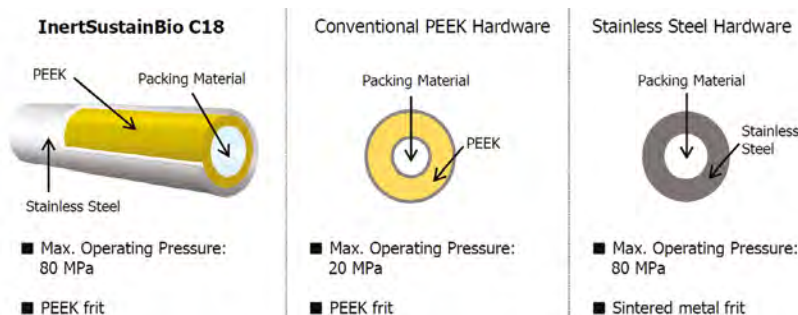 InertSustainBio C18
PEEK
Packing Material
Stainless Steel
■ Max. Operating Pressure:
80 MPa
■ PEEK frit
Conventional PEEK Hardware
Packing Material
PEEK
■ Max. Operating Pressure:
20 MPa
■ PEEK frit
Stainless Steel Hardware
Packing Material
Stainless
Steel
■ Max. Operating Pressure:
80 MPa
■ Sintered metal frit